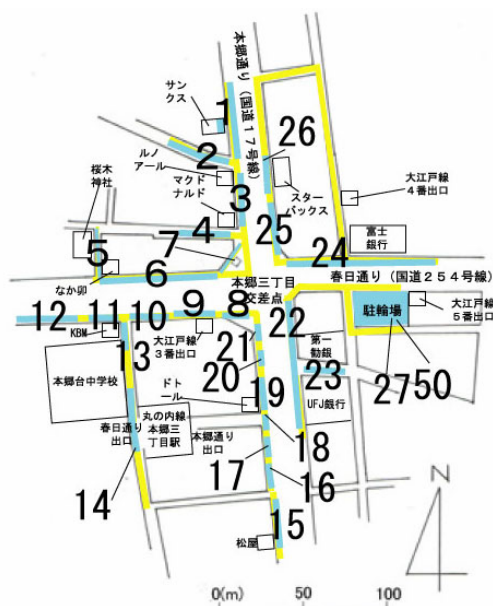 本郷通り（国道１７号線）
サン
クス
1
ルノ
アール
2
26
マクド
ナルド
3
スター
バックス
大江戸線
４番出口
桜木
神社
4
25
7
富士
銀行
24
5
なか卯
6
春日通り（国道２５４号線）
本郷三丁目
交差点
12
11
10
9
8
22
駐輪場
大江戸線
５番出口
KBM
大江戸線
３番出口
21
第一
勧銀
13
20
23
27
50
本郷台中学校
ドト
ール
19
UFJ銀行
丸の内線
本郷三
丁目駅
春日通り
出口
本郷通り
出口
18
17
16
14
15
松屋
N
0(m)
50
100